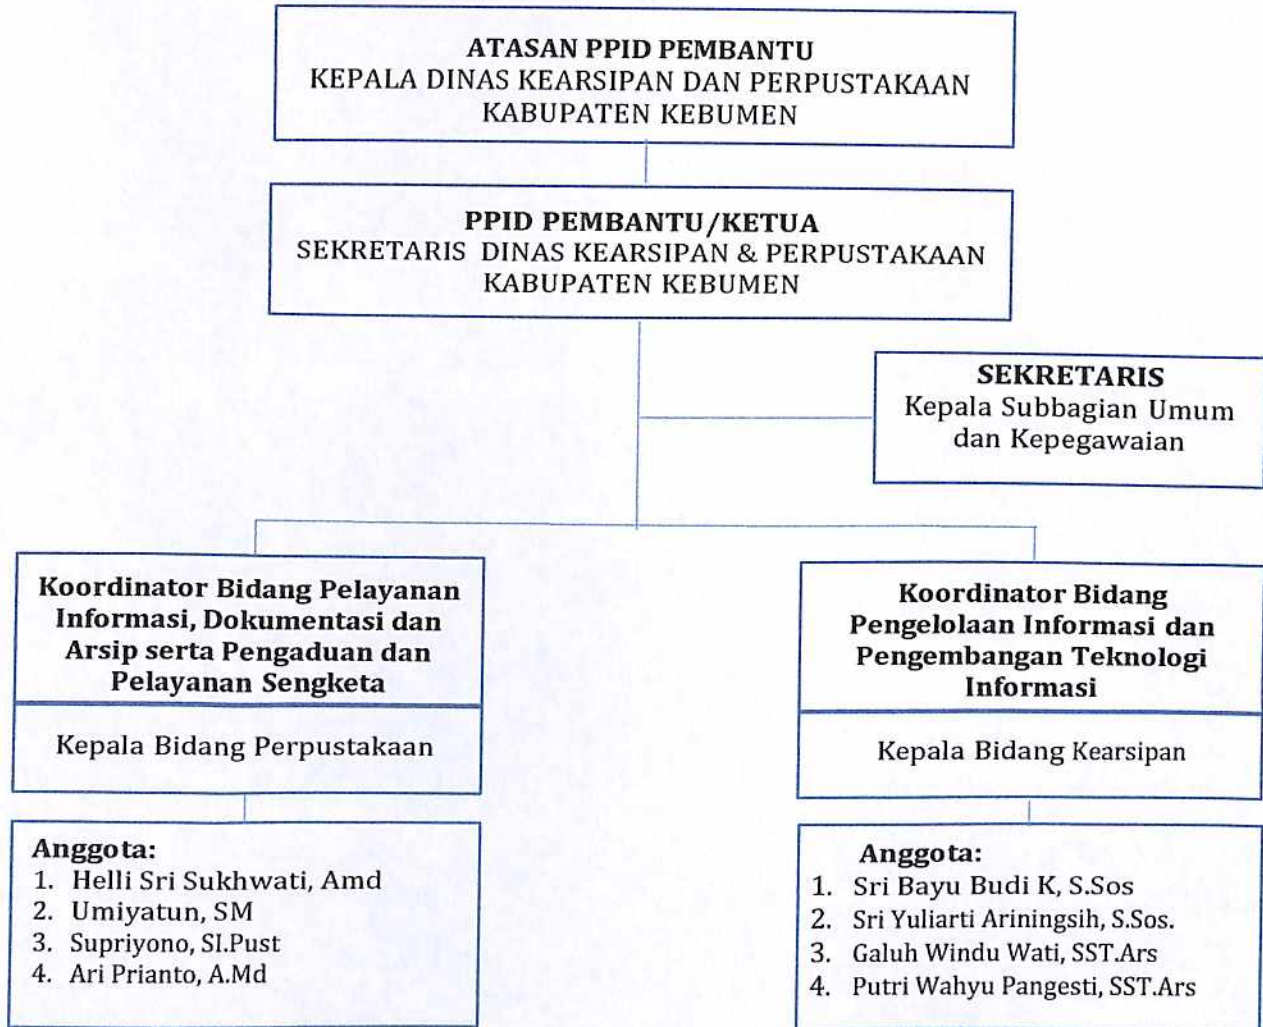 ATASAN PPID PEMBANTU
KEPALA DINAS KEARSIPAN DAN PERPUSTAKAAN
KABUPATEN KEBUMEN
PPID PEMBANTU/KETUA
SEKRETARIS DINAS KEARSIPAN & PERPUSTAKAAN
KABUPATEN KEBUMEN
SEKRETARIS
Kepala Subbagian Umum
dan Kepegawaian
Koordinator Bidang Pelayanan
Informasi, Dokumentasi dan
Arsip serta Pengaduan dan
Pelayanan Sengketa
Kepala Bidang Perpustakaan
Anggota:
1. Helli Sri Sukhwati, Amd
2. Umiyatun, SM
3. Supriyono, SI.Pust
4. Ari Prianto, A.Md
Koordinator Bidang
Pengelolaan Informasi dan
Pengembangan Teknologi
Informasi
Kepala Bidang Kearsipan
Anggota:
1. Sri Bayu Budi K, S.Sos
2. Sri Yuliarti Ariningsih, S.Sos.
3. Galuh Windu Wati, SST.Ars
4. Putri Wahyu Pangesti, SST.Ars